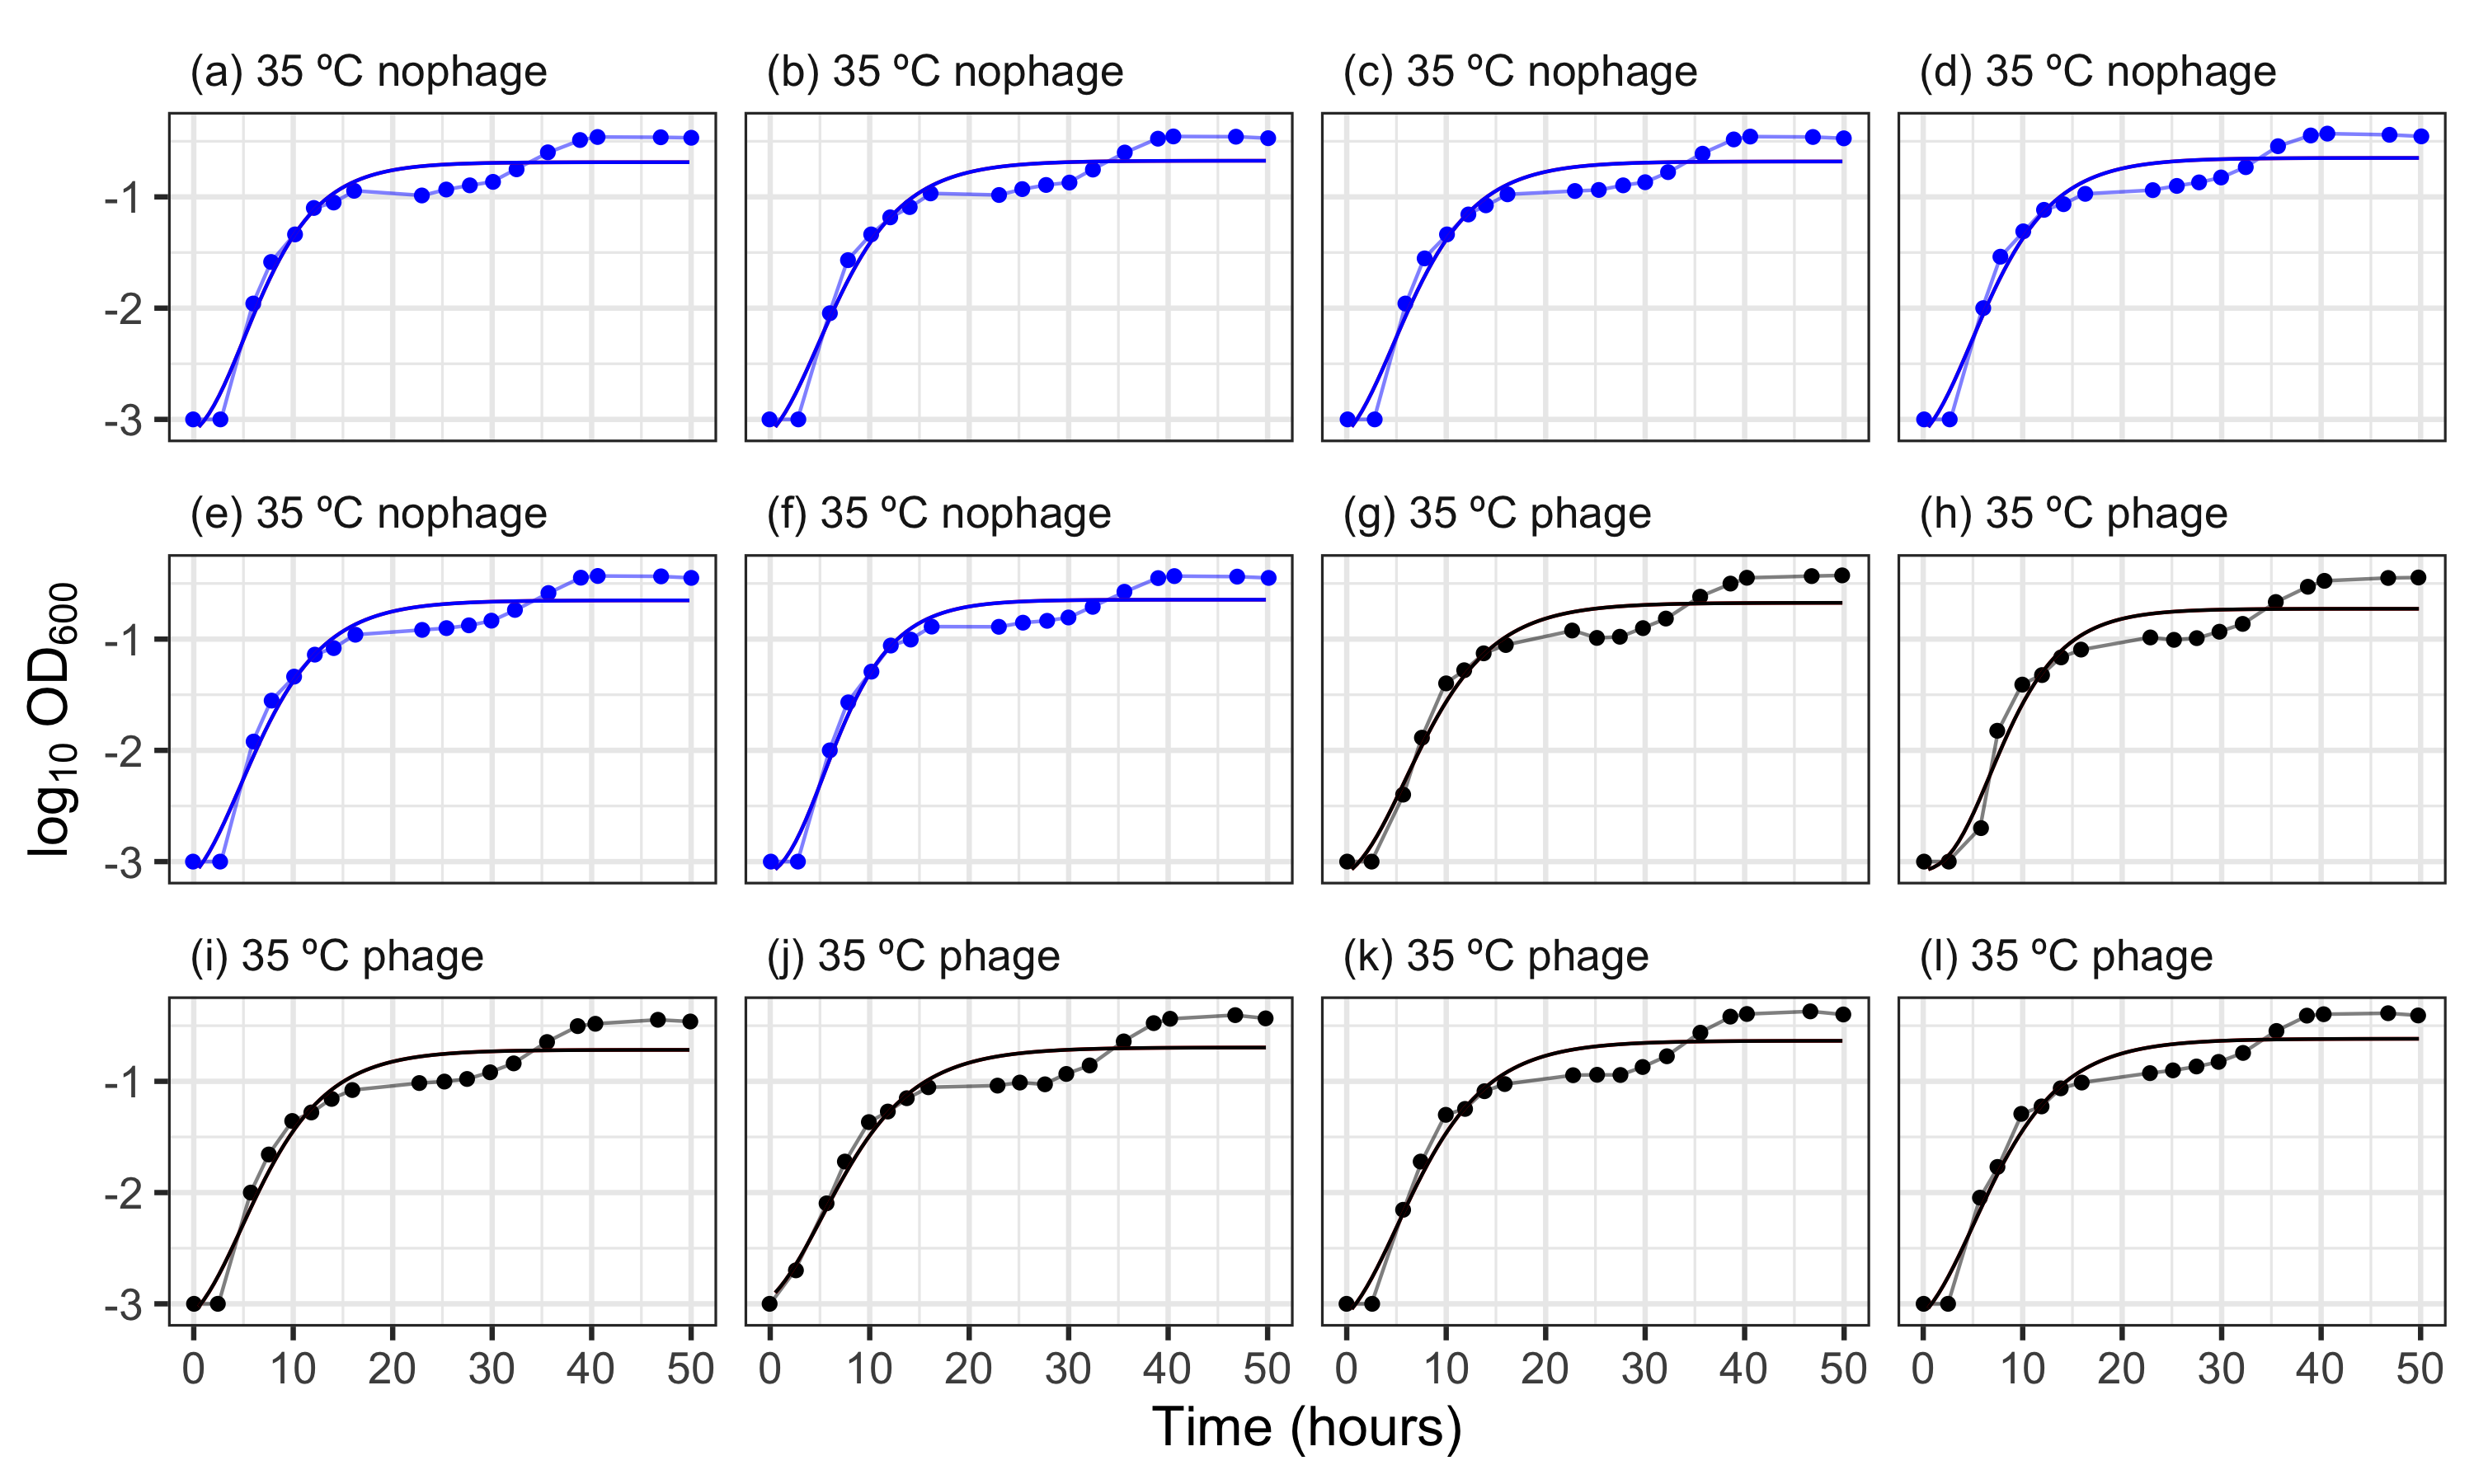 (a) 35 ºC nophage
(b) 35 ºC nophage
(c) 35 ºC nophage
(d) 35 ºC nophage
-1
-2
-3
(e) 35 ºC nophage
(f) 35 ºC nophage
(g) 35 ºC phage
(h) 35 ºC phage
log10 OD600
-1
-2
-3
(i) 35 ºC phage
(j) 35 ºC phage
(k) 35 ºC phage
(l) 35 ºC phage
-1
-2
-3
0 10 20 30 40 50
0 10 20 30 40 50
0 10 20 30 40 50
0 10 20 30 40 50
Time (hours)